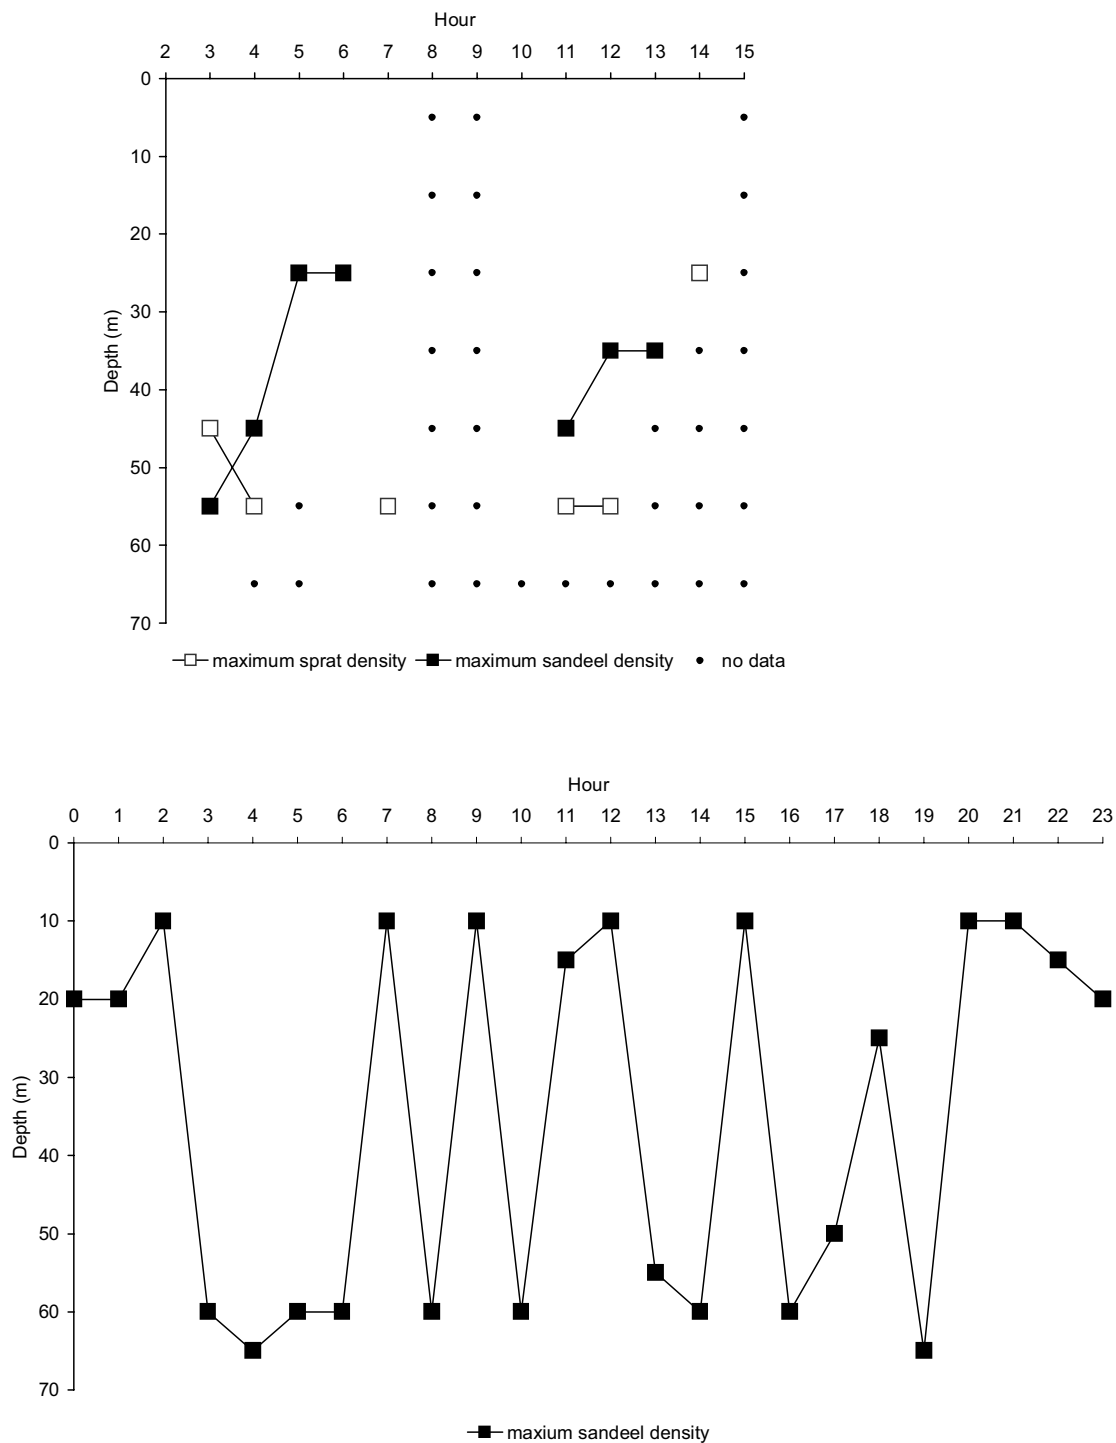 Hour
2 3 4 5 6 7 8 9 10 11 12 13 14 15
0
10
20
30
40
50
60
70
Depth (m)
maximum sprat density maximum sandeel density no data
Hour
0 1 2 3 4 5 6 7 8 9 10 11 12 13 14 15 16 17 18 19 20 21 22 23
0
10
20
30
40
50
60
70
Depth (m)
maxium sandeel density